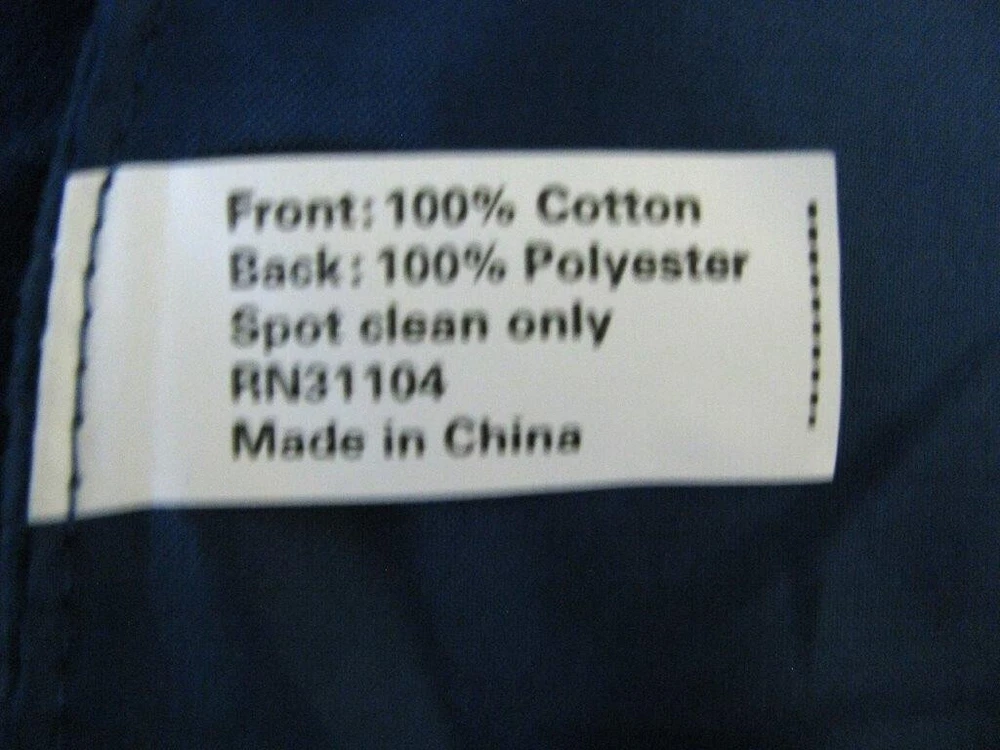 Front: 100% Cotton
Back: 100% Polyester
Spot clean only
RN31104
Made in China